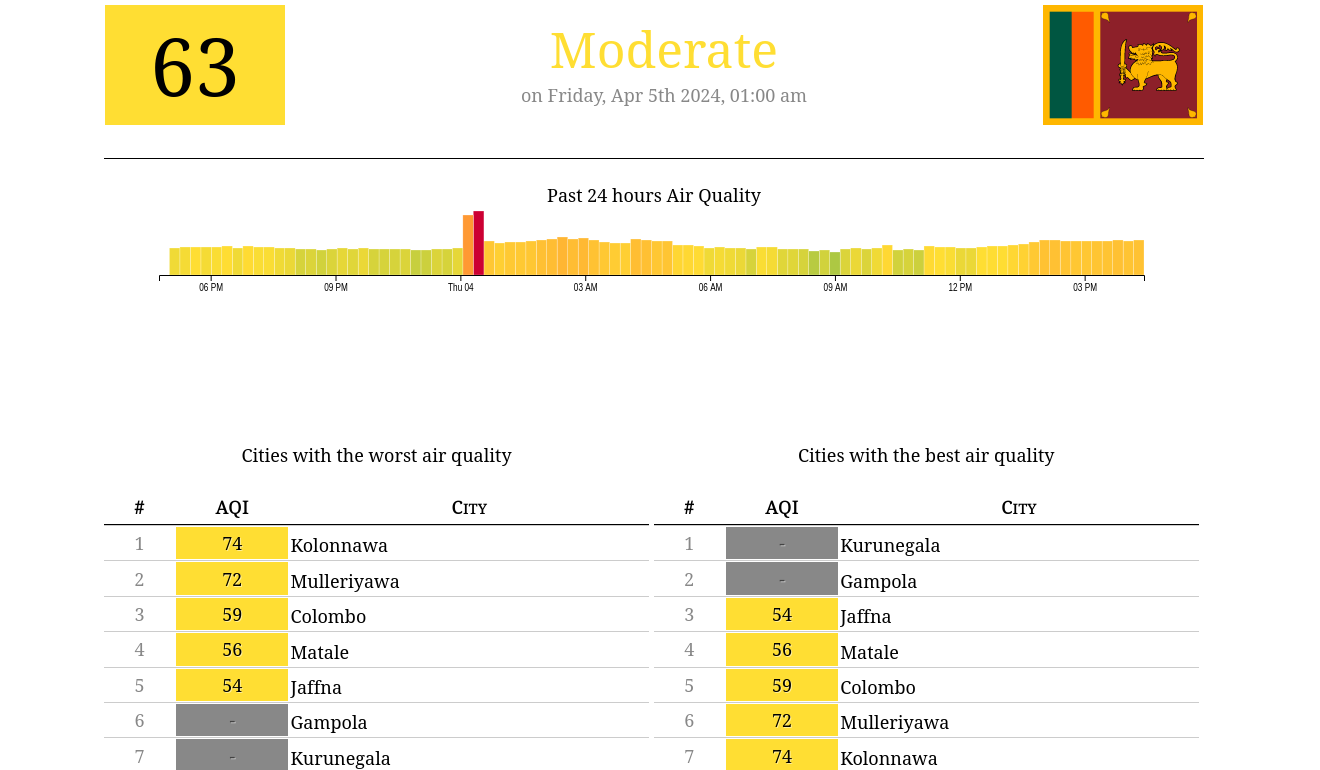 63
Moderate
on Friday, Apr 5th 2024, 01:00 am
Past 24 hours Air Quality
06 PM 09 PM Thu 04 03 AM 06 AM 09 AM 12 PM 03 PM
Cities with the worst air quality
# AQI City
1 74 Kolonnawa
2 72 Mulleriyawa
3 59 Colombo
4 56 Matale
5 54 Jaffna
6 - Gampola
7 - Kurunegala
Cities with the best air quality
# AQI City
1 - Kurunegala
2 - Gampola
3 54 Jaffna
4 56 Matale
5 59 Colombo
6 72 Mulleriyawa
7 74 Kolonnawa